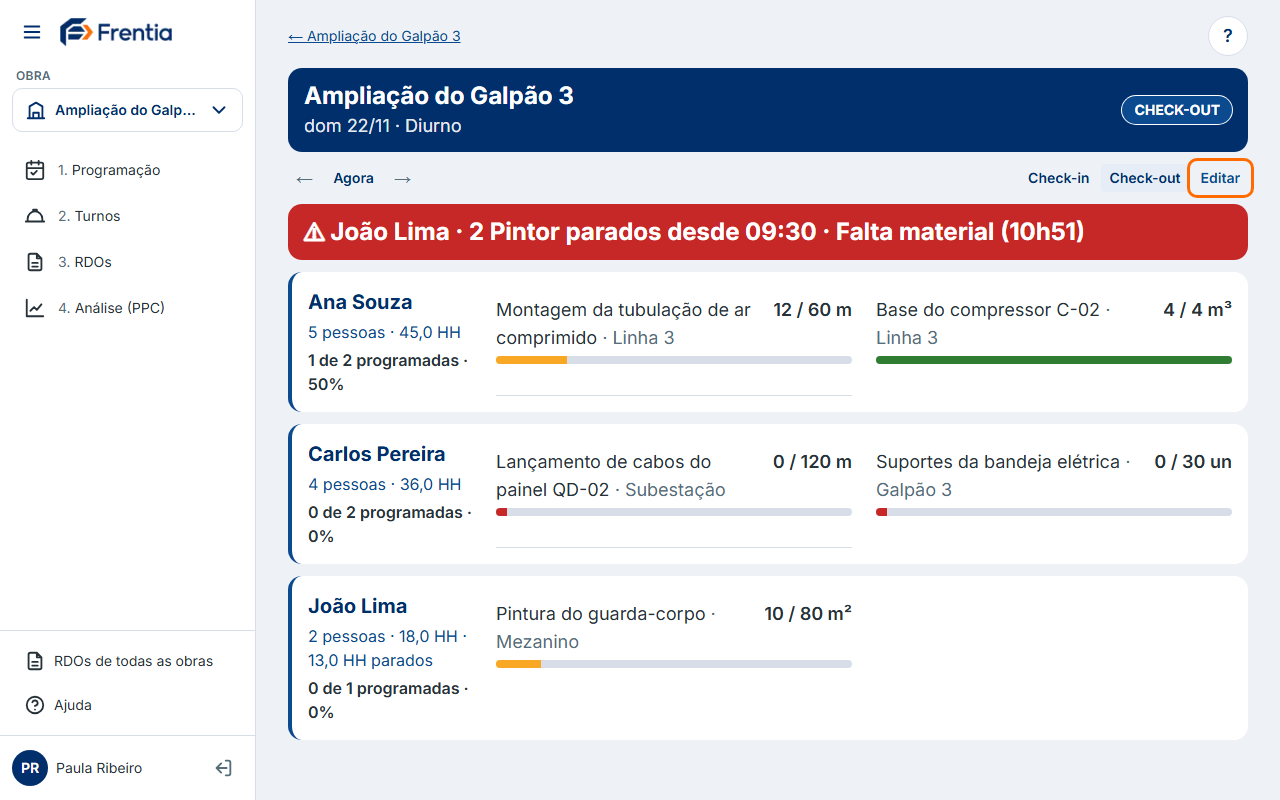 Frentia
← Ampliação do Galpão 3
?
OBRA
Ampliação do Galp...
1. Programação
2. Turnos
3. RDOs
4. Análise (PPC)
RDOs de todas as obras
Ajuda
PR
Paula Ribeiro
Ampliação do Galpão 3
dom 22/11 · Diurno
CHECK-OUT
← Agora →
Check-in
Check-out
Editar
⚠ João Lima · 2 Pintor parados desde 09:30 · Falta material (10h51)
Ana Souza
5 pessoas · 45,0 HH
1 de 2 programadas ·
50%
Montagem da tubulação de ar
comprimido · Linha 3
12 / 60 m
Base do compressor C-02 ·
Linha 3
4 / 4 m³
Carlos Pereira
4 pessoas · 36,0 HH
0 de 2 programadas ·
0%
Lançamento de cabos do
painel QD-02 · Subestação
0 / 120 m
Suportes da bandeja elétrica ·
Galpão 3
0 / 30 un
João Lima
2 pessoas · 18,0 HH ·
13,0 HH parados
0 de 1 programadas ·
0%
Pintura do guarda-corpo ·
Mezanino
10 / 80 m²